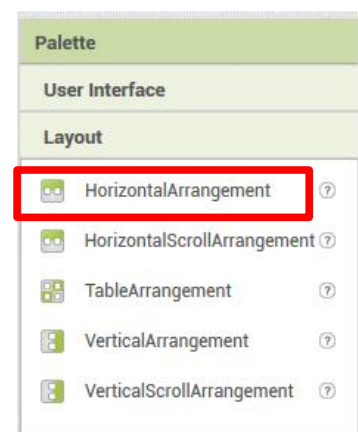 Palette
User Interface
Layout
HorizontalArrangement ?
HorizontalScrollArrangement ?
TableArrangement ?
VerticalArrangement ?
VerticalScrollArrangement ?